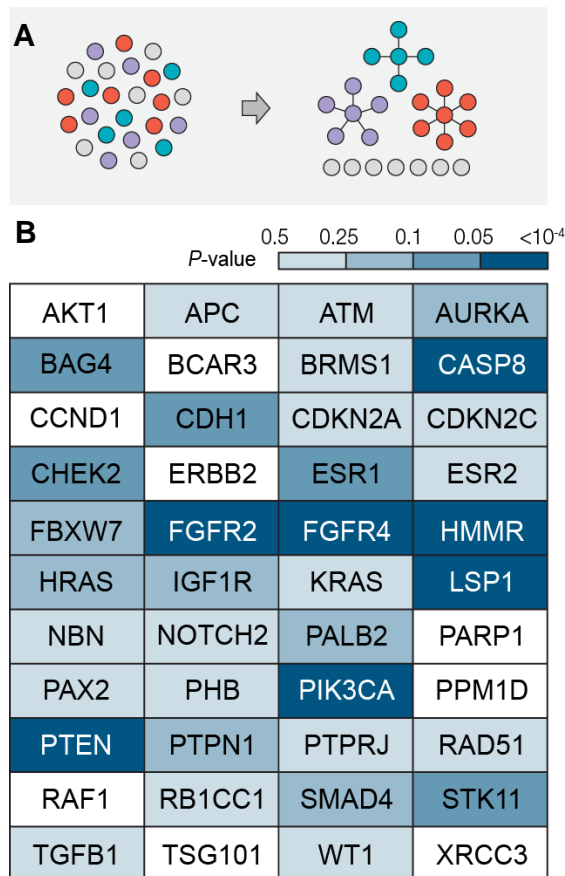 A
B
0.5 0.25 0.1 0.05 <10⁻⁴
P-value
AKT1 APC ATM AURKA
BAG4 BCAR3 BRMS1 CASP8
CCND1 CDH1 CDKN2A CDKN2C
CHEK2 ERBB2 ESR1 ESR2
FBXW7 FGFR2 FGFR4 HMMR
HRAS IGF1R KRAS LSP1
NBN NOTCH2 PALB2 PARP1
PAX2 PHB PIK3CA PPM1D
PTEN PTPN1 PTPRJ RAD51
RAF1 RB1CC1 SMAD4 STK11
TGFB1 TSG101 WT1 XRCC3